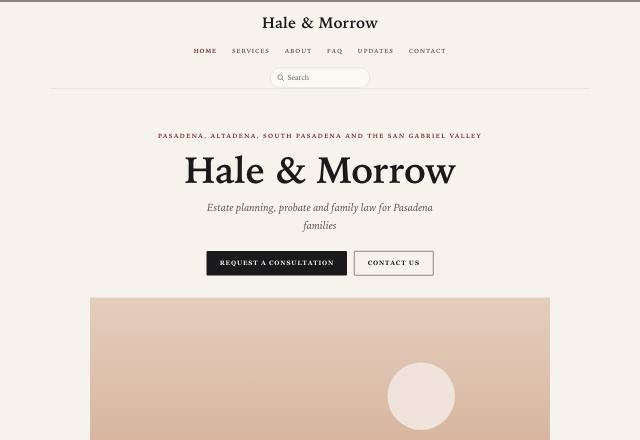 Hale & Morrow
HOME SERVICES ABOUT FAQ UPDATES CONTACT
Search
PASADENA, ALTADENA, SOUTH PASADENA AND THE SAN GABRIEL VALLEY
Hale & Morrow
Estate planning, probate and family law for Pasadena
families
REQUEST A CONSULTATION CONTACT US